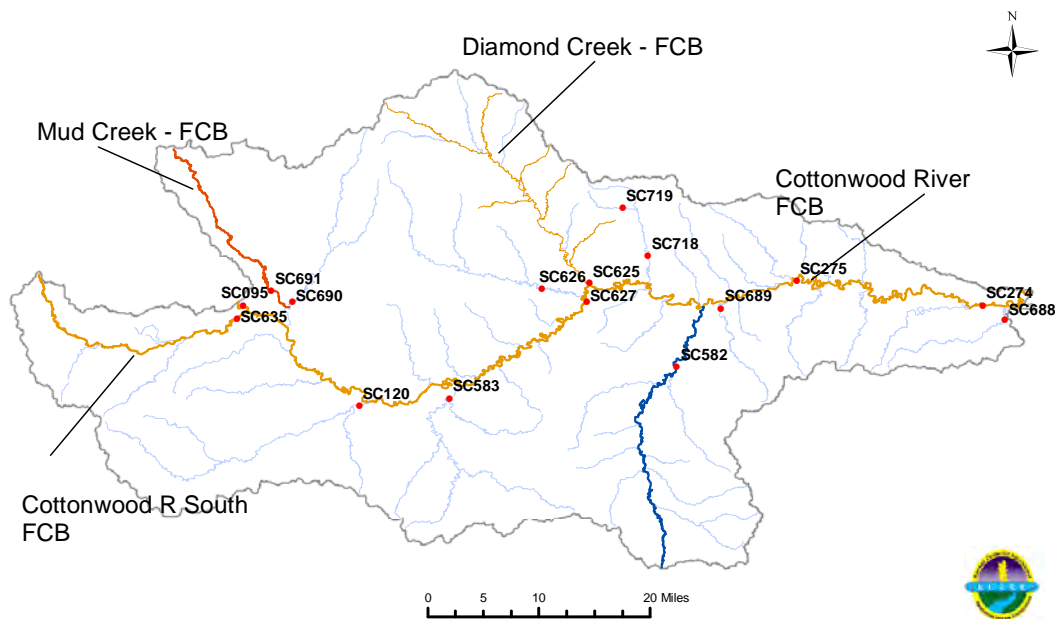 N
Diamond Creek - FCB
Mud Creek - FCB
Cottonwood River
FCB
SC719
SC718
SC275
SC691
SC626
SC625
SC690
SC095
SC627
SC689
SC274
SC635
SC688
SC582
SC120
SC583
Cottonwood R South
FCB
0 5 10 20 Miles